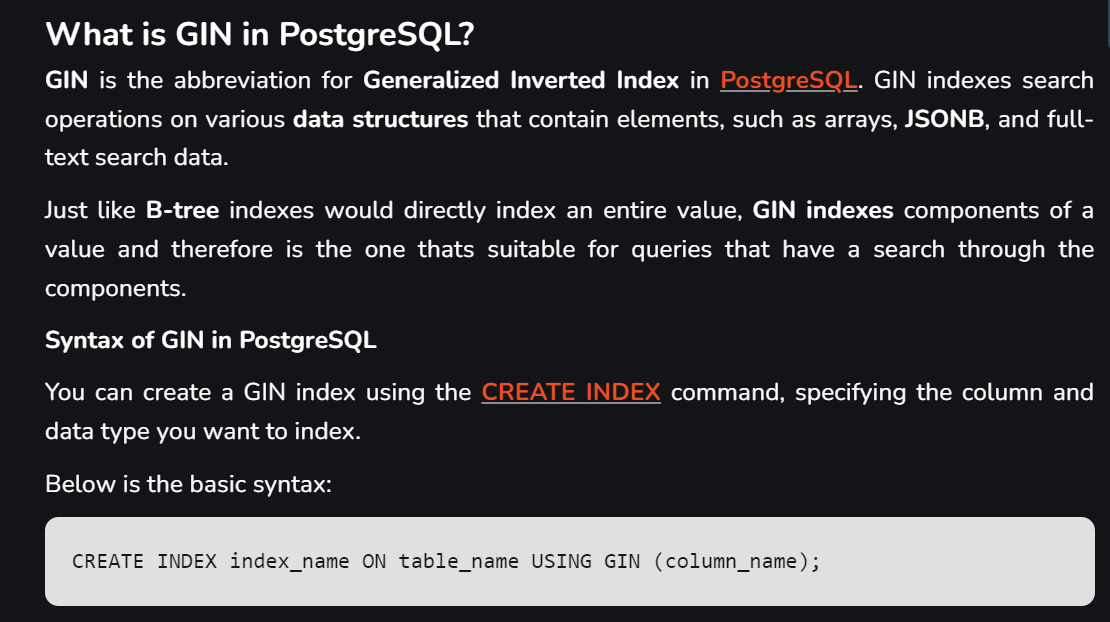 What is GIN in PostgreSQL?
GIN is the abbreviation for Generalized Inverted Index in PostgreSQL. GIN indexes search
operations on various data structures that contain elements, such as arrays, JSONB, and full-
text search data.
Just like B-tree indexes would directly index an entire value, GIN indexes components of a
value and therefore is the one thats suitable for queries that have a search through the
components.
Syntax of GIN in PostgreSQL
You can create a GIN index using the CREATE INDEX command, specifying the column and
data type you want to index.
Below is the basic syntax:
CREATE INDEX index_name ON table_name USING GIN (column_name);